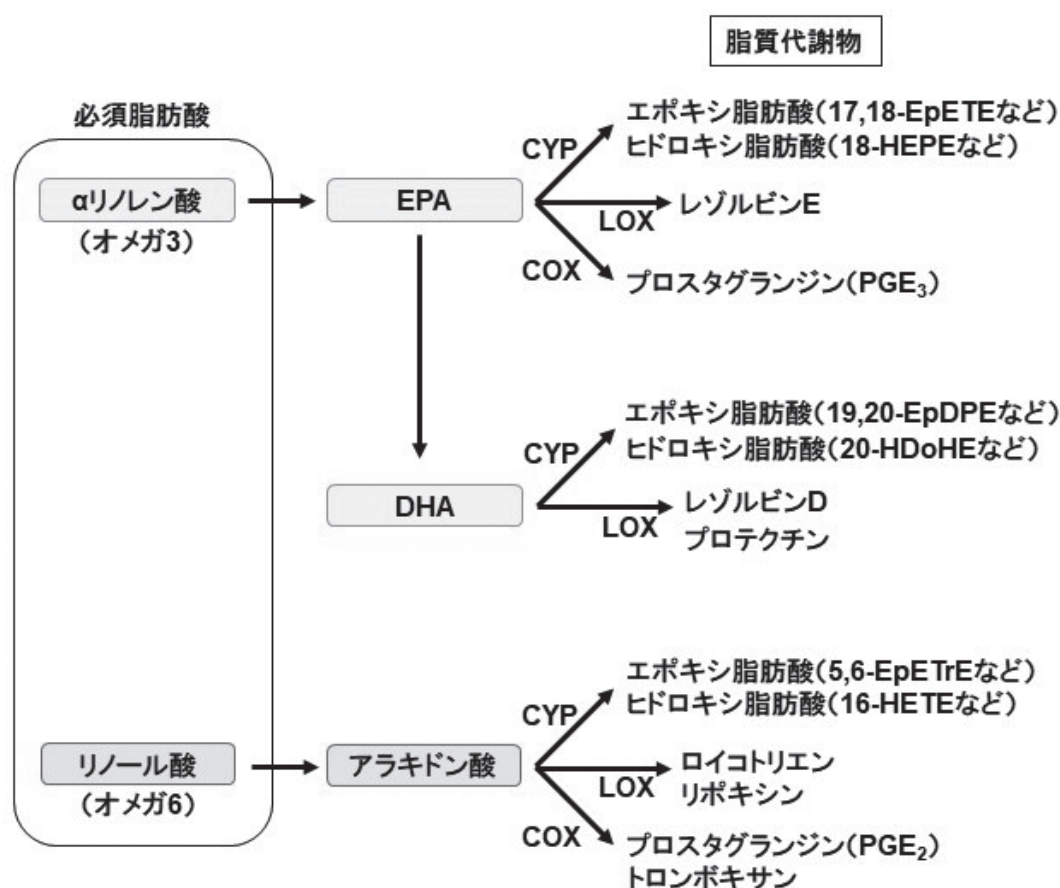 脂質代謝物
必須脂肪酸
αリノレン酸
(オメガ3)
EPA
CYP
エポキシ脂肪酸(17,18-EpETEなど)
ヒドロキシ脂肪酸(18-HEPEなど)
LOX
レゾルビンE
COX
プロスタグランジン(PGE₃)
DHA
CYP
エポキシ脂肪酸(19,20-EpDPEなど)
ヒドロキシ脂肪酸(20-HDoHEなど)
LOX
レゾルビンD
プロテクチン
リノール酸
(オメガ6)
アラキドン酸
CYP
エポキシ脂肪酸(5,6-EpETrEなど)
ヒドロキシ脂肪酸(16-HETEなど)
LOX
ロイコトリエン
リポキシン
COX
プロスタグランジン(PGE₂)
トロンボキサン